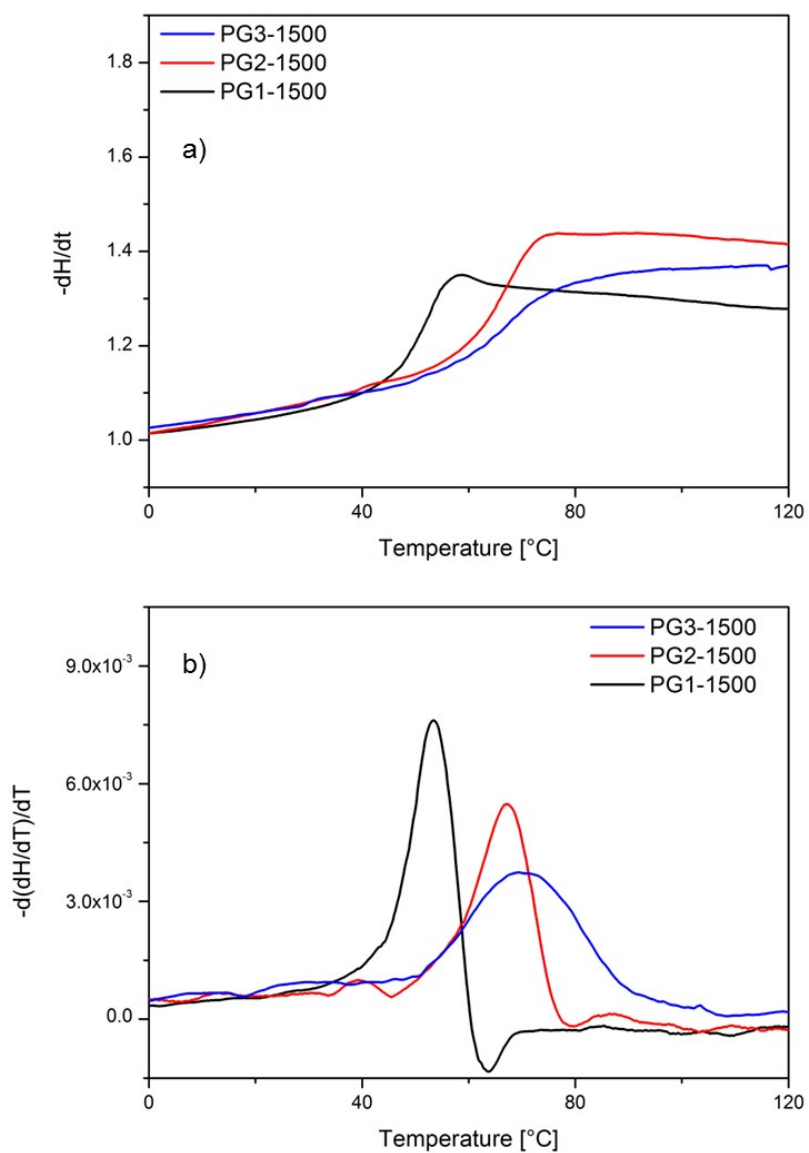 PG3-1500
PG2-1500
PG1-1500
a)
1.8
1.6
1.4
1.2
1.0
-dH/dt
0 40 80 120
Temperature [°C]
PG3-1500
PG2-1500
PG1-1500
b)
9.0x10⁻³
6.0x10⁻³
3.0x10⁻³
0.0
-d(dH/dT)/dT
0 40 80 120
Temperature [°C]